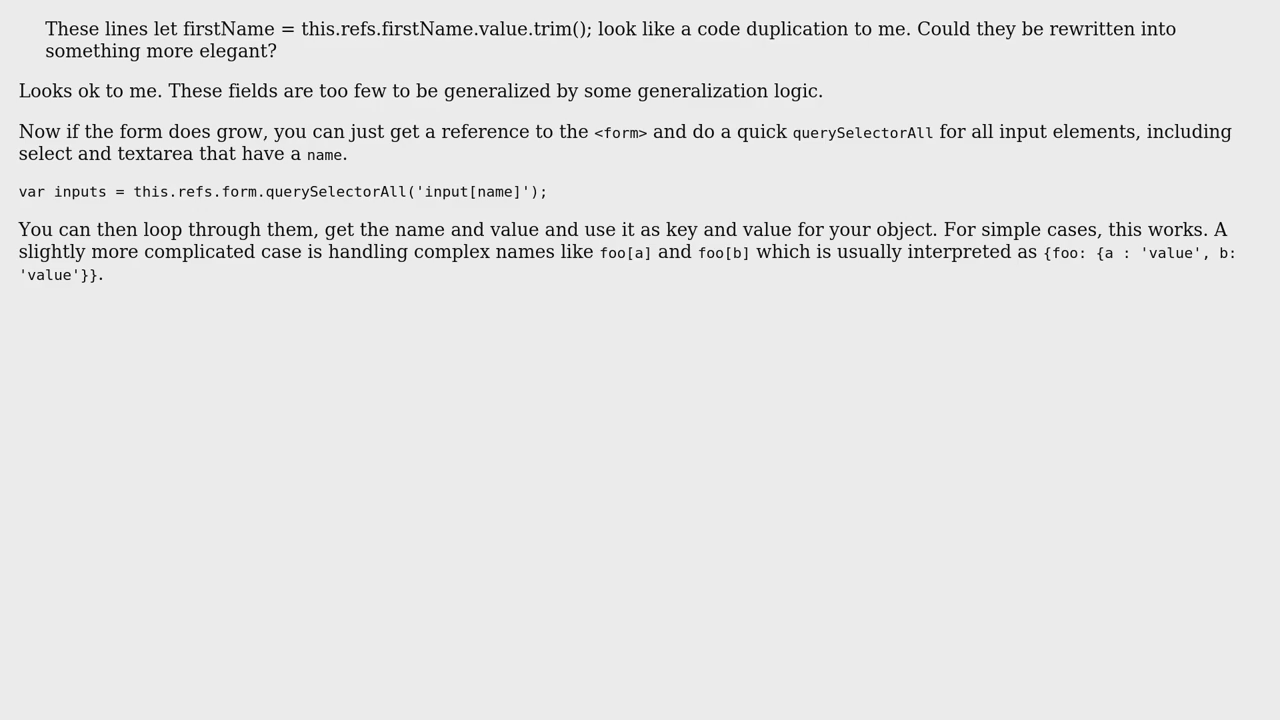 These lines let firstName = this.refs.firstName.value.trim(); look like a code duplication to me. Could they be rewritten into
something more elegant?
Looks ok to me. These fields are too few to be generalized by some generalization logic.
Now if the form does grow, you can just get a reference to the <form> and do a quick querySelectorAll for all input elements, including
select and textarea that have a name.
var inputs = this.refs.form.querySelectorAll('input[name]');
You can then loop through them, get the name and value and use it as key and value for your object. For simple cases, this works. A
slightly more complicated case is handling complex names like foo[a] and foo[b] which is usually interpreted as {foo: {a : 'value', b:
'value'}}.